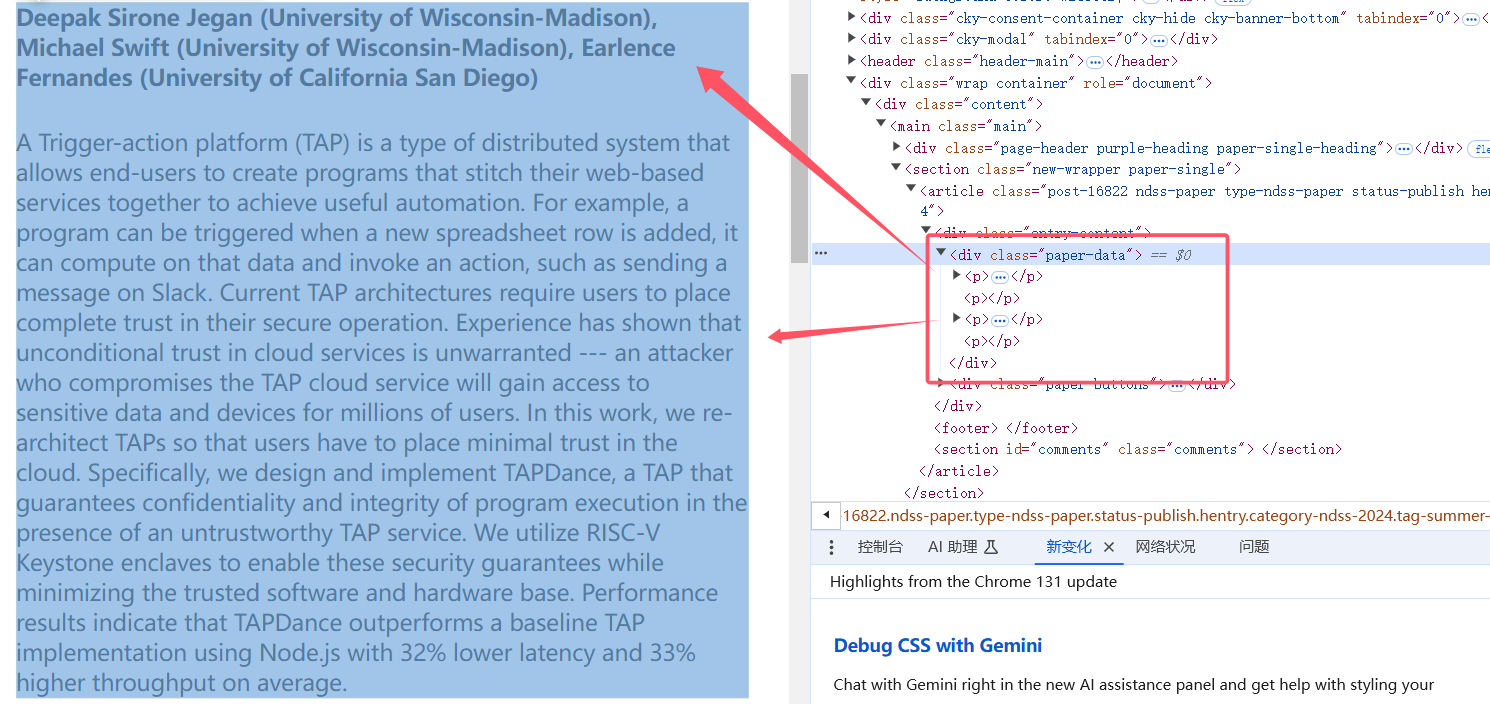 Deepak Sirone Jegan (University of Wisconsin-Madison),
Michael Swift (University of Wisconsin-Madison), Earlence
Fernandes (University of California San Diego)
A Trigger-action platform (TAP) is a type of distributed system that
allows end-users to create programs that stitch their web-based
services together to achieve useful automation. For example, a
program can be triggered when a new spreadsheet row is added, it
can compute on that data and invoke an action, such as sending a
message on Slack. Current TAP architectures require users to place
complete trust in their secure operation. Experience has shown that
unconditional trust in cloud services is unwarranted --- an attacker
who compromises the TAP cloud service will gain access to
sensitive data and devices for millions of users. In this work, we re-
architect TAPs so that users have to place minimal trust in the
cloud. Specifically, we design and implement TAPDance, a TAP that
guarantees confidentiality and integrity of program execution in the
presence of an untrustworthy TAP service. We utilize RISC-V
Keystone enclaves to enable these security guarantees while
minimizing the trusted software and hardware base. Performance
results indicate that TAPDance outperforms a baseline TAP
implementation using Node.js with 32% lower latency and 33%
higher throughput on average.
<div class="cky-consent-container cky-hide cky-banner-bottom" tabindex="0">…<
<div class="cky-modal" tabindex="0">…</div>
<header class="header-main">…</header>
<div class="wrap container" role="document">
<div class="content">
<main class="main">
<div class="page-header purple-heading paper-single-heading">…</div> fle
<section class="new-wrapper paper-single">
<article class="post-16822 ndss-paper type-ndss-paper status-publish hen
4">
<div class="entry-content">
… <div class="paper-data"> == $0
<p>…</p>
<p></p>
<p>…</p>
<p></p>
</div>
<div class="paper-buttons">…</div>
</div>
<footer> </footer>
<section id="comments" class="comments"> </section>
</article>
</section>
-16822.ndss-paper.type-ndss-paper.status-publish.hentry.category-ndss-2024.tag-summer-
控制台 AI 助理 新变化 × 网络状况 问题
Highlights from the Chrome 131 update
Debug CSS with Gemini
Chat with Gemini right in the new AI assistance panel and get help with styling your